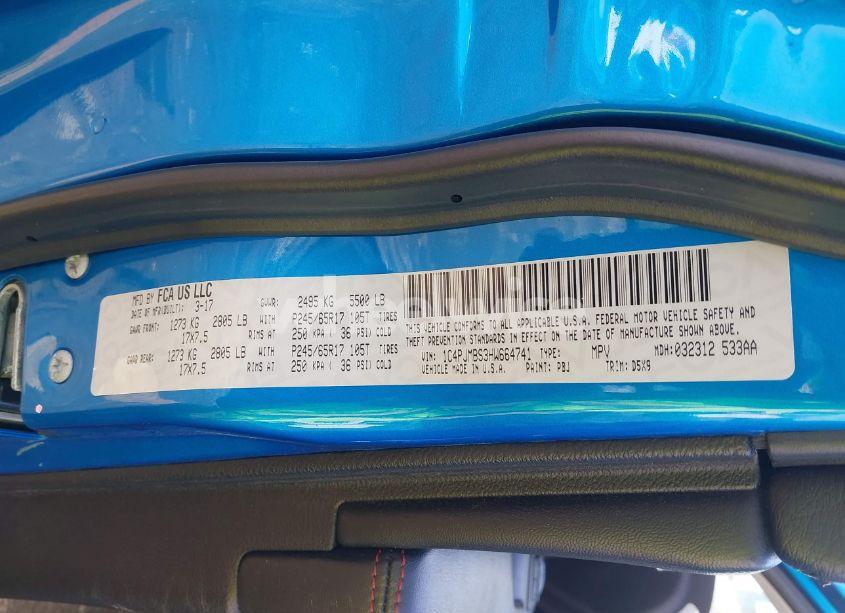 MFD BY FCA US LLC
DATE OF MFR(BUILT): 3-17 GVWR: 2495 KG 5500 LB
GAWR FRONT: 1273 KG 2805 LB WITH P245/65R17 105T TIRES
17X7.5 RIMS AT 250 KPA ( 36 PSI) COLD
GAWR REAR: 1273 KG 2805 LB WITH P245/65R17 105T TIRES
17X7.5 RIMS AT 250 KPA ( 36 PSI) COLD
THIS VEHICLE CONFORMS TO ALL APPLICABLE U.S.A. FEDERAL MOTOR VEHICLE SAFETY AND
THEFT PREVENTION STANDARDS IN EFFECT ON THE DATE OF MANUFACTURE SHOWN ABOVE.
VIN: 1C4PJMBS3HW664741 TYPE: MPV MDH: 032312 533AA
VEHICLE MADE IN U.S.A. PAINT: PBJ TRIM: D5X9